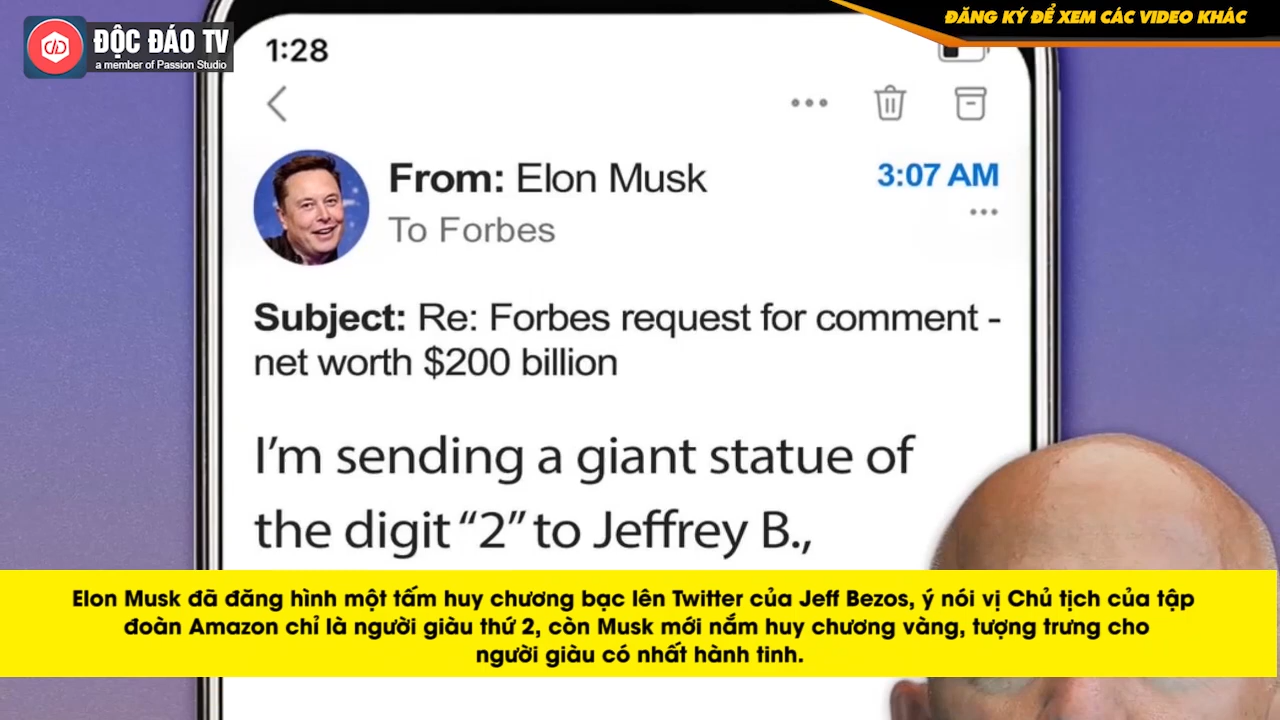 ĐĂNG KÝ ĐỂ XEM CÁC VIDEO KHÁC
ĐỘC ĐÁO TV
a member of Passion Studio
1:28
From: Elon Musk
3:07 AM
To Forbes
Subject: Re: Forbes request for comment -
net worth $200 billion
I'm sending a giant statue of
the digit “2” to Jeffrey B.,
Elon Musk đã đăng hình một tấm huy chương bạc lên Twitter của Jeff Bezos, ý nói vị Chủ tịch của tập
đoàn Amazon chỉ là người giàu thứ 2, còn Musk mới nắm huy chương vàng, tượng trưng cho
người giàu có nhất hành tinh.